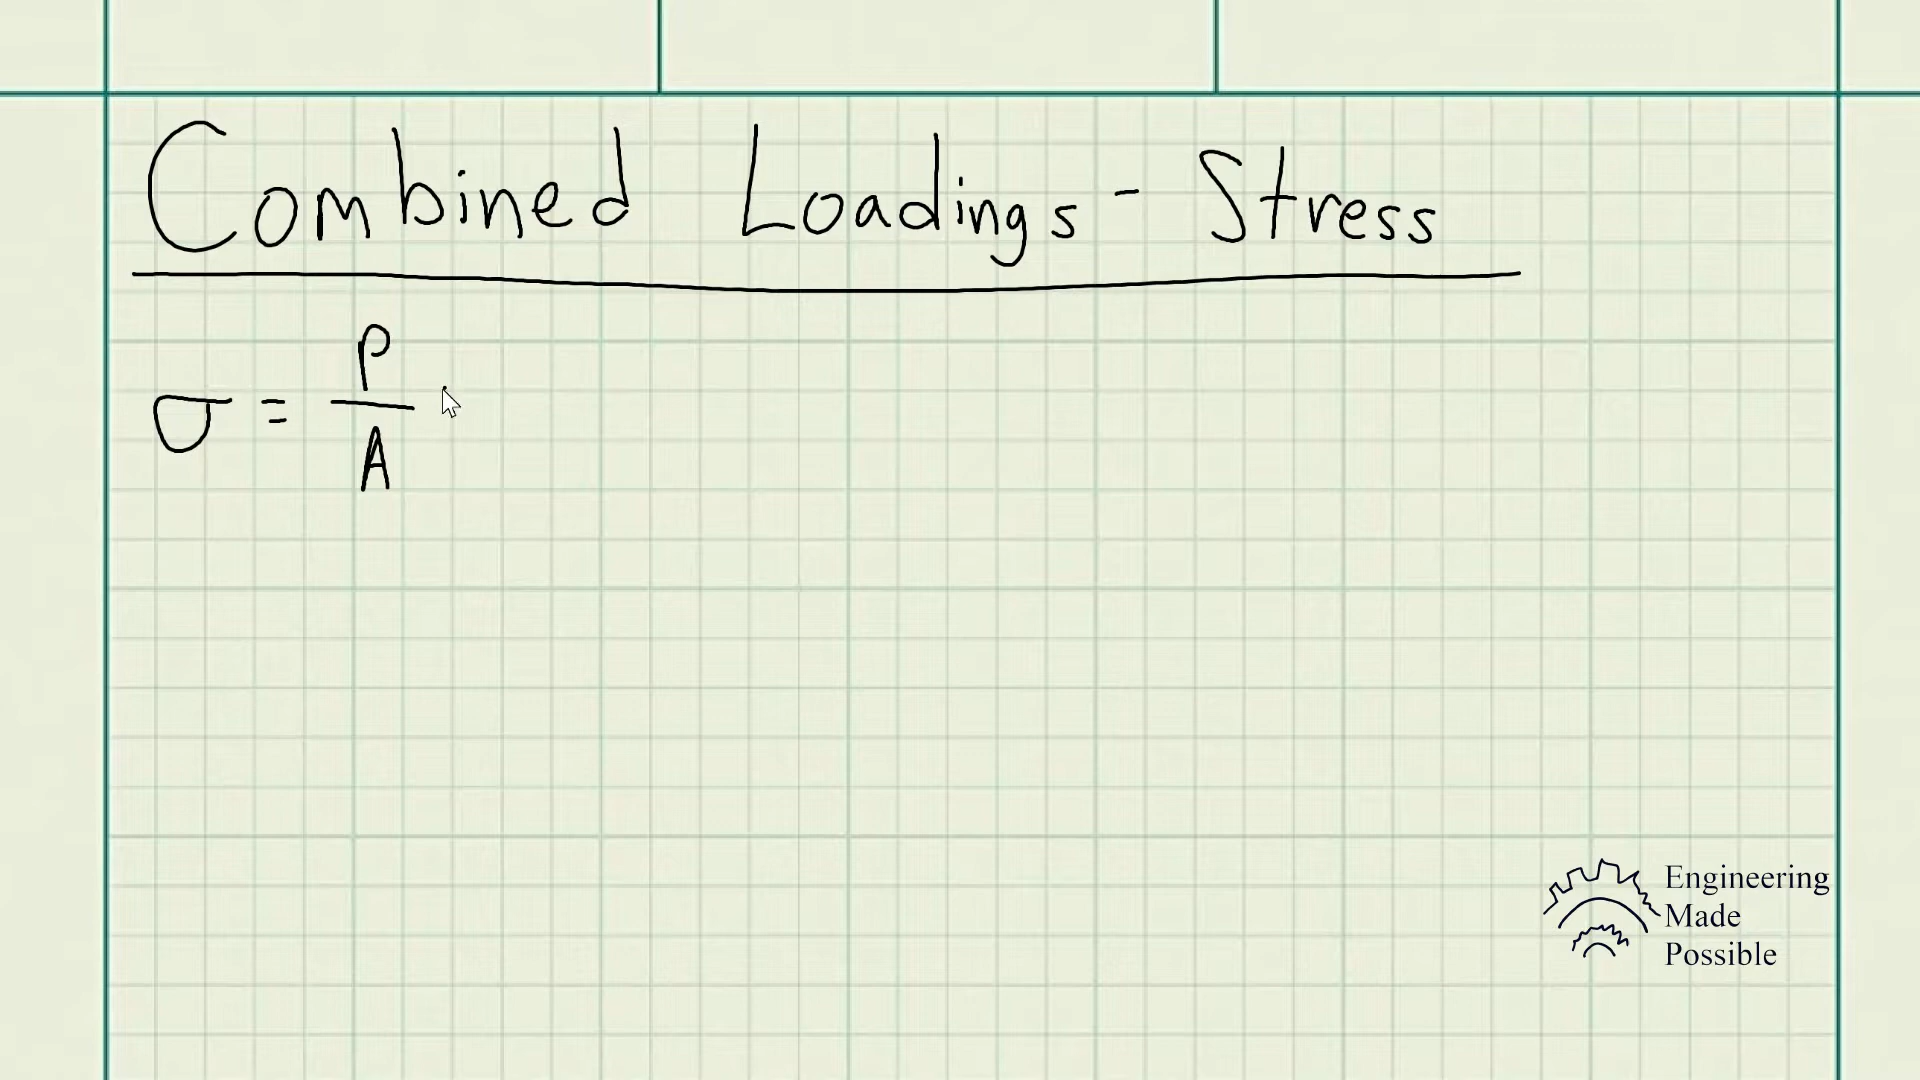 Combined Loadings - Stress
σ = P/A
Engineering
Made
Possible